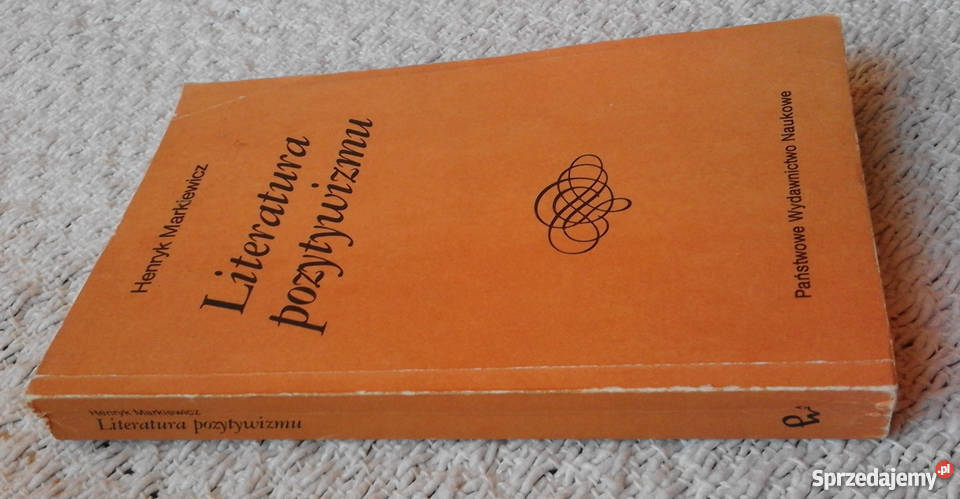 Henryk Markiewicz
Literatura
pozytywizmu
Państwowe Wydawnictwo Naukowe
Henryk Markiewicz
Literatura pozytywizmu
Sprzedajemy.pl